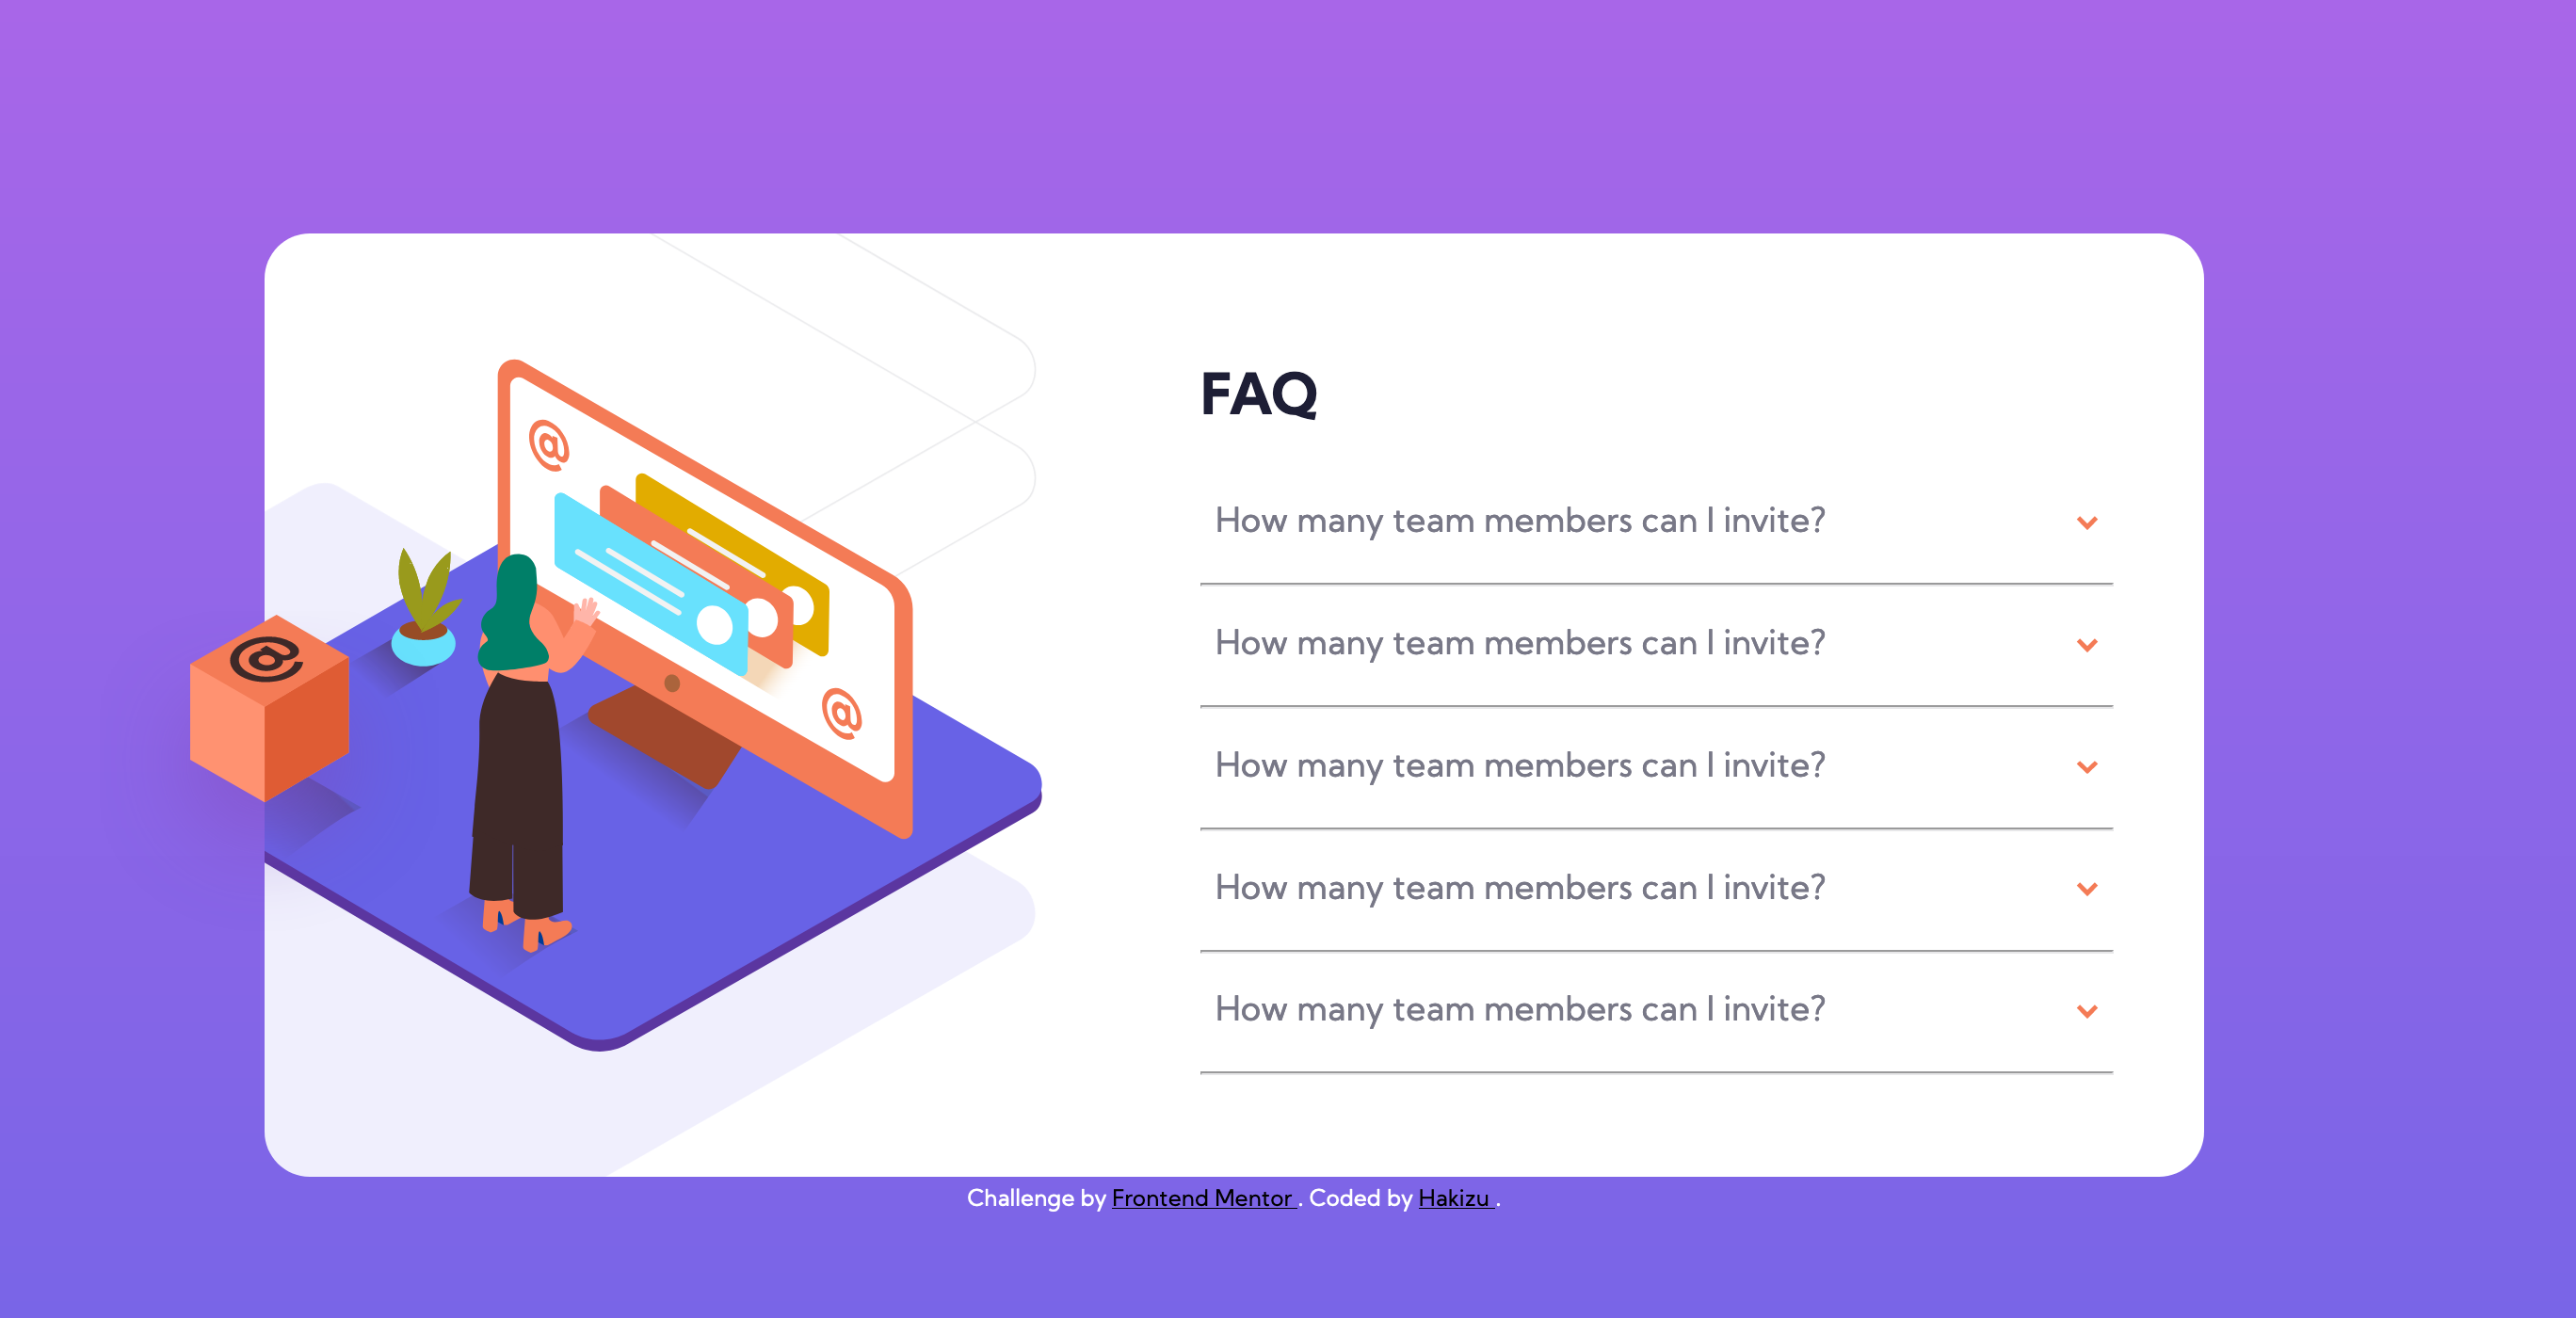 @
@
@
FAQ
How many team members can I invite?
How many team members can I invite?
How many team members can I invite?
How many team members can I invite?
How many team members can I invite?
Challenge by Frontend Mentor . Coded by Hakizu .